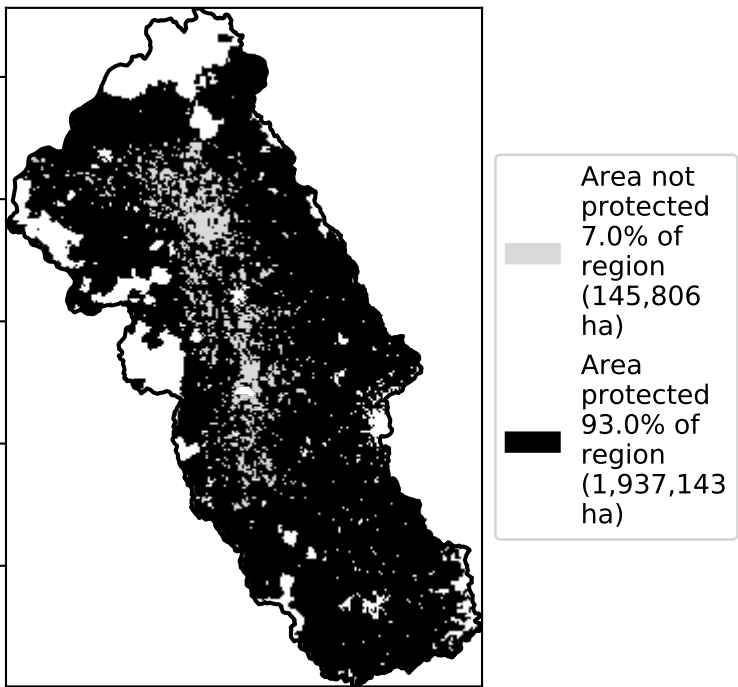 Area not
protected
7.0% of
region
(145,806
ha)
Area
protected
93.0% of
region
(1,937,143
ha)